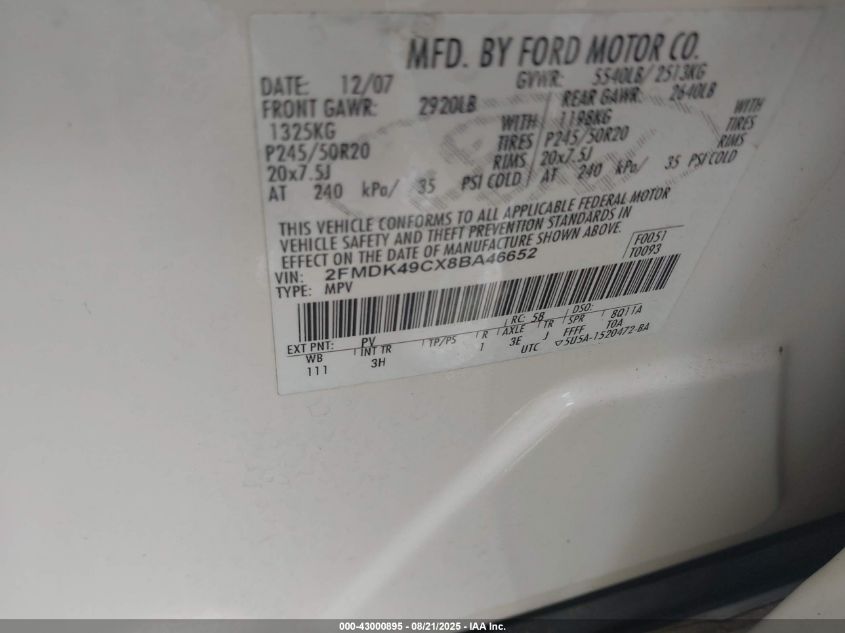 MFD. BY FORD MOTOR CO.
DATE: 12/07 GVWR: 5540LB/ 2513KG
FRONT GAWR: 2920LB REAR GAWR: 2640LB
1325KG WITH 1198KG WITH
P245/50R20 TIRES P245/50R20 TIRES
20x7.5J RIMS 20x7.5J RIMS
AT 240 kPa/ 35 PSI COLD AT 240 kPa/ 35 PSI COLD
THIS VEHICLE CONFORMS TO ALL APPLICABLE FEDERAL MOTOR
VEHICLE SAFETY AND THEFT PREVENTION STANDARDS IN
EFFECT ON THE DATE OF MANUFACTURE SHOWN ABOVE.
VIN: 2FMDK49CX8BA46652 F0051
TYPE: MPV T0093
EXT PNT: PV RC: 58 DSO:
WB INT TR TP/PS R AXLE TR SPR 8Q11A
111 3H 1 3E J FFFF T0A
UTC ▽5U5A-1520472-BA
000-43000895 - 08/21/2025 - IAA Inc.